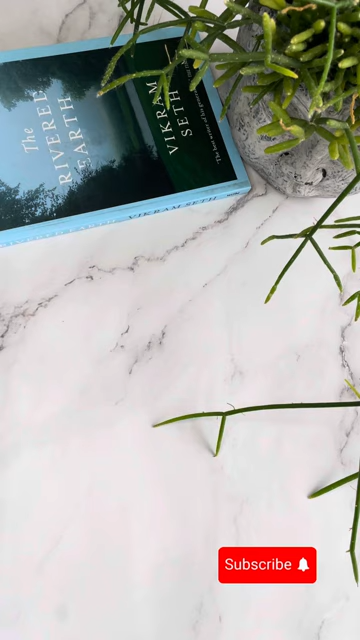 The
RIVERED
EARTH
VIKRAM
SETH
VIKRAM SETH
Subscribe